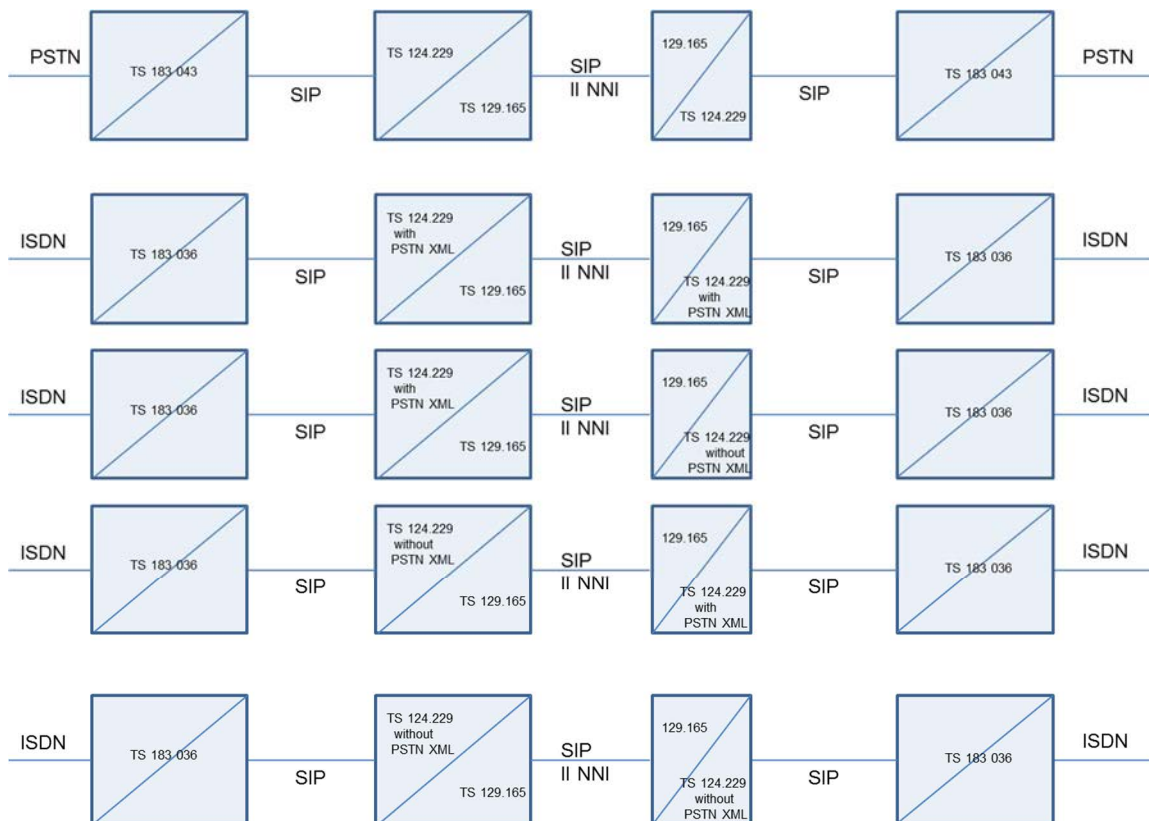 PSTN
TS 183 043
SIP
TS 124.229
TS 129.165
SIP
II NNI
129.165
TS 124.229
SIP
TS 183 043
PSTN
ISDN
TS 183 036
SIP
TS 124.229
with
PSTN XML
TS 129.165
SIP
II NNI
129.165
TS 124.229
with
PSTN XML
SIP
TS 183 036
ISDN
ISDN
TS 183 036
SIP
TS 124.229
with
PSTN XML
TS 129.165
SIP
II NNI
129.165
TS 124.229
without
PSTN XML
SIP
TS 183 036
ISDN
ISDN
TS 183 036
SIP
TS 124.229
without
PSTN XML
TS 129.165
SIP
II NNI
129.165
TS 124.229
with
PSTN XML
SIP
TS 183 036
ISDN
ISDN
TS 183 036
SIP
TS 124.229
without
PSTN XML
TS 129.165
SIP
II NNI
129.165
TS 124.229
without
PSTN XML
SIP
TS 183 036
ISDN